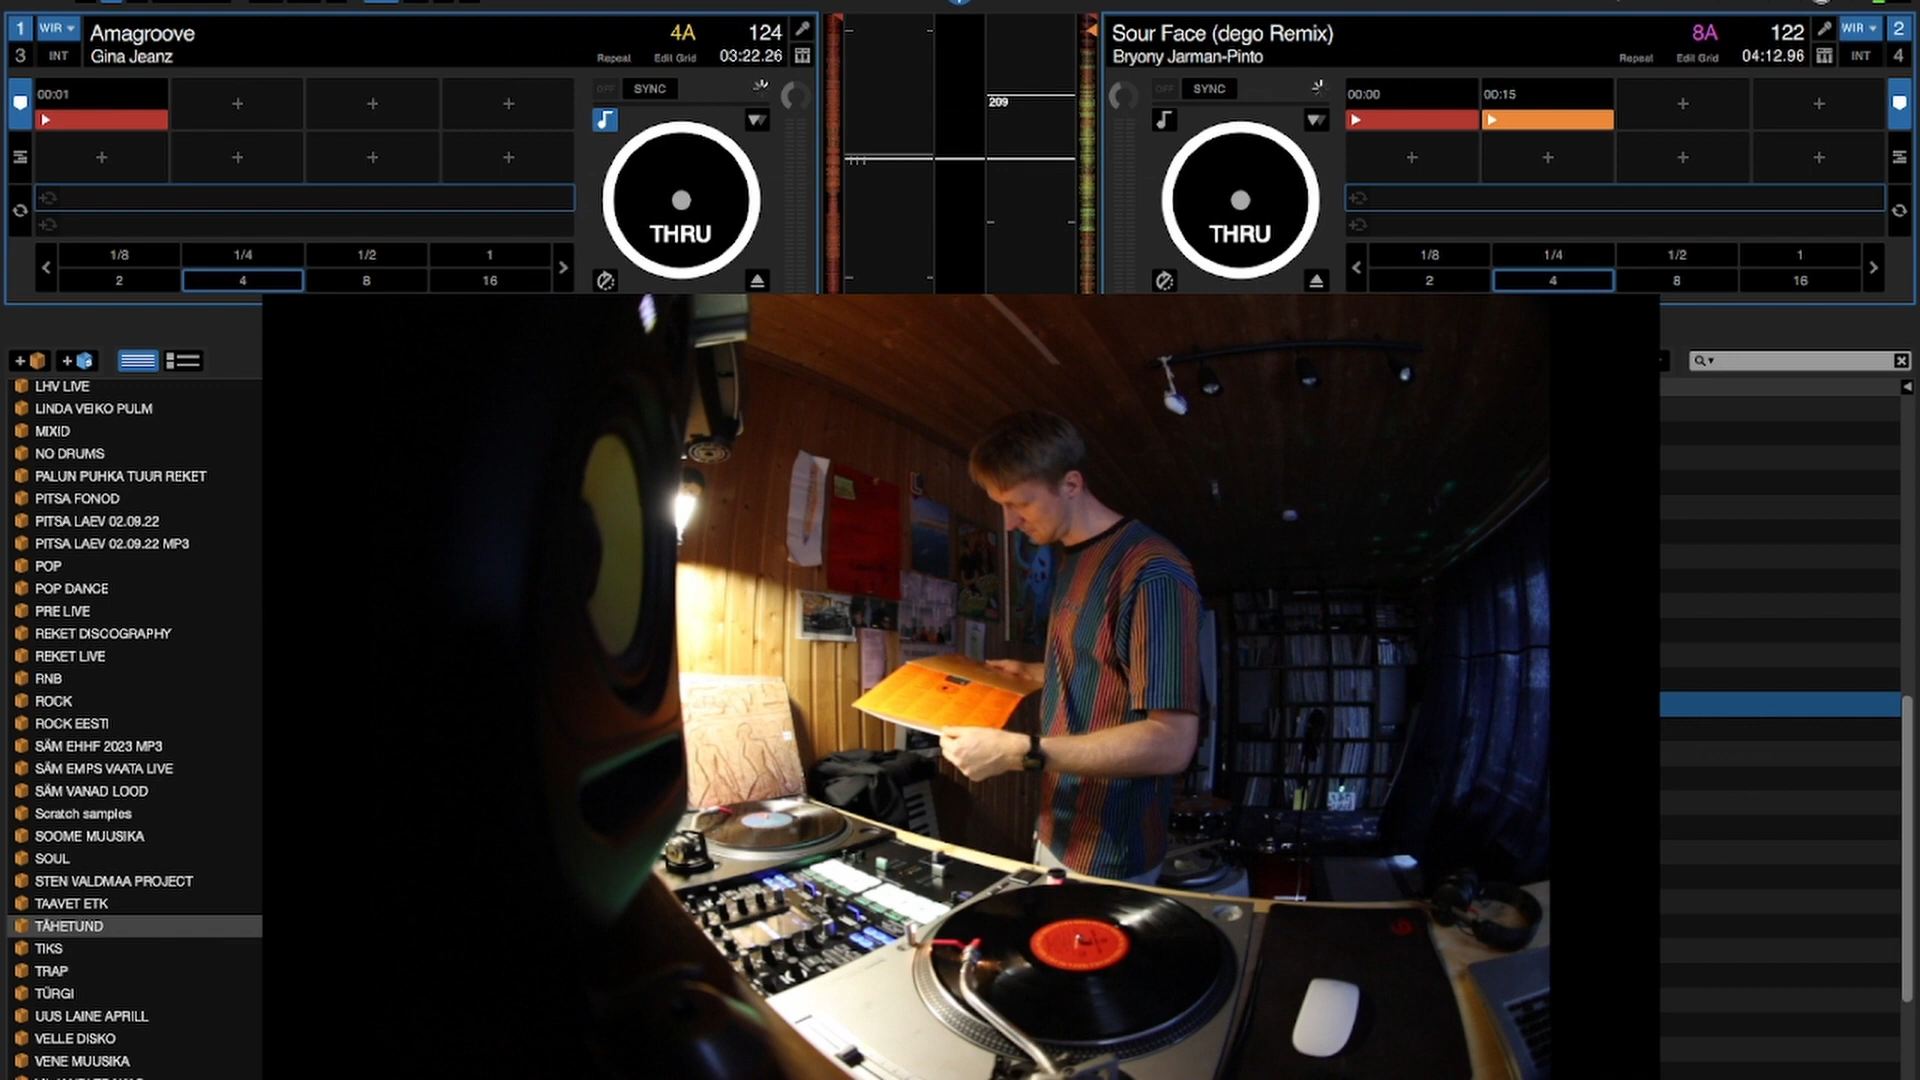 1 WIR Amagroove 4A 124
3 INT Gina Jeanz Repeat Edit Grid 03:22.26
OFF SYNC
00:01
THRU
1/8 1/4 1/2 1
2 4 8 16
209
Sour Face (dego Remix) 8A 122 WIR 2
Bryony Jarman-Pinto Repeat Edit Grid 04:12.96 INT 4
OFF SYNC
00:00 00:15
THRU
1/8 1/4 1/2 1
2 4 8 16
LHV LIVE
LINDA VEIKO PULM
MIXID
NO DRUMS
PALUN PUHKA TUUR REKET
PITSA FONOD
PITSA LAEV 02.09.22
PITSA LAEV 02.09.22 MP3
POP
POP DANCE
PRE LIVE
REKET DISCOGRAPHY
REKET LIVE
RNB
ROCK
ROCK EESTI
SÄM EHHF 2023 MP3
SÄM EMPS VAATA LIVE
SÄM VANAD LOOD
Scratch samples
SOOME MUUSIKA
SOUL
STEN VALDMAA PROJECT
TAAVET ETK
TÄHETUND
TIKS
TRAP
TÜRGI
UUS LAINE APRILL
VELLE DISKO
VENE MUUSIKA